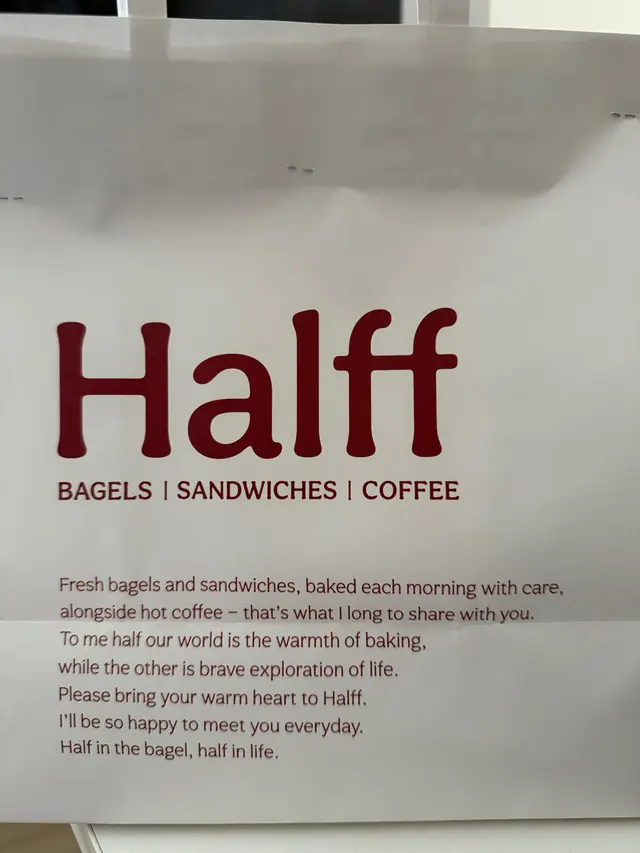 Halff
BAGELS | SANDWICHES | COFFEE
Fresh bagels and sandwiches, baked each morning with care,
alongside hot coffee – that's what I long to share with you.
To me half our world is the warmth of baking,
while the other is brave exploration of life.
Please bring your warm heart to Halff.
I'll be so happy to meet you everyday.
Half in the bagel, half in life.